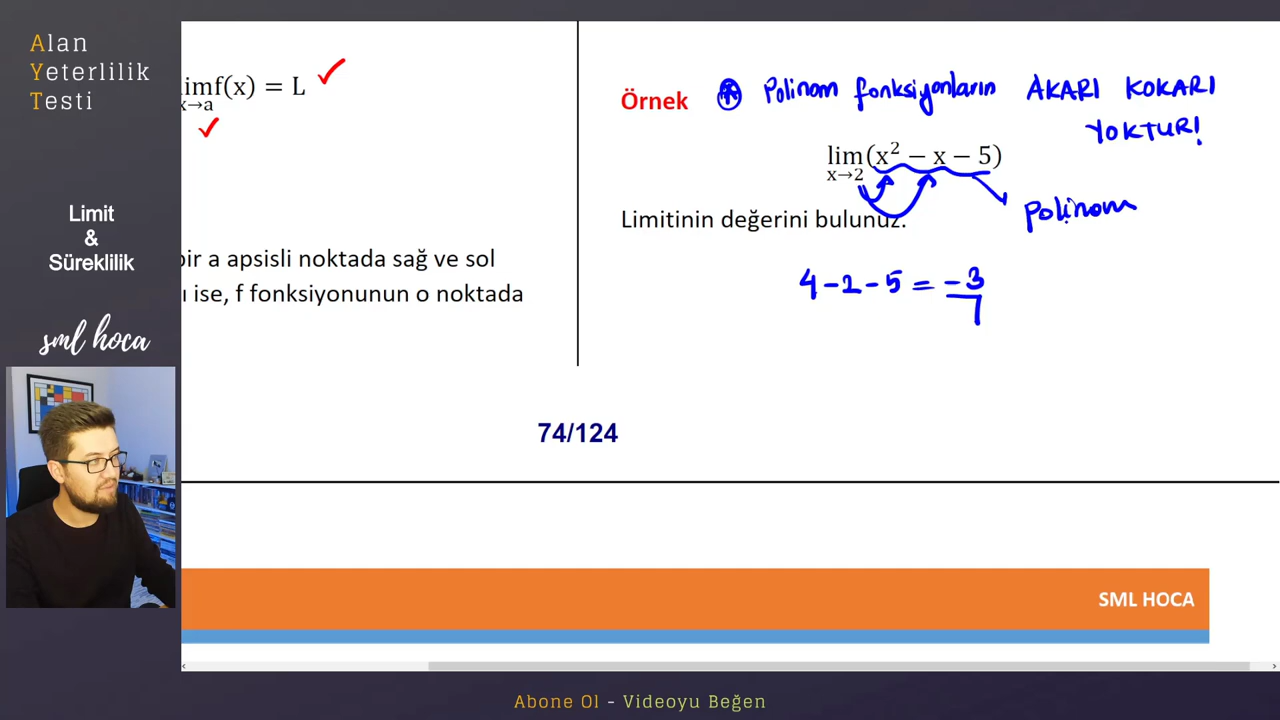 Alan
Yeterlilik
Testi
Limit
&
Süreklilik
sml hoca
limf(x) = L
x→a
bir a apsisli noktada sağ ve sol
ı ise, f fonksiyonunun o noktada
Örnek
Polinom fonksiyonların AKARI KOKARI
YOKTUR!
lim(x² − x − 5)
x→2
polinom
Limitinin değerini bulunuz.
4-2-5=-3
74/124
SML HOCA
Abone Ol - Videoyu Beğen